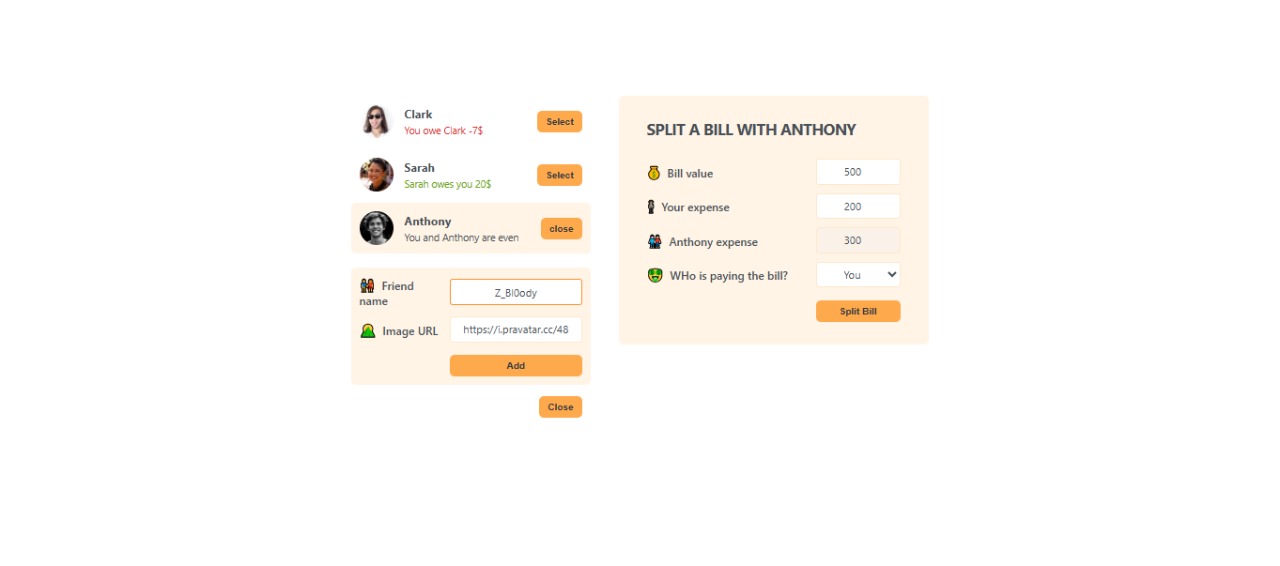 Clark
You owe Clark -7$
Select
Sarah
Sarah owes you 20$
Select
Anthony
You and Anthony are even
close
Friend
name
Z_Bl0ody
Image URL
https://i.pravatar.cc/48
Add
Close
SPLIT A BILL WITH ANTHONY
Bill value
500
Your expense
200
Anthony expense
300
WHo is paying the bill?
You
Split Bill